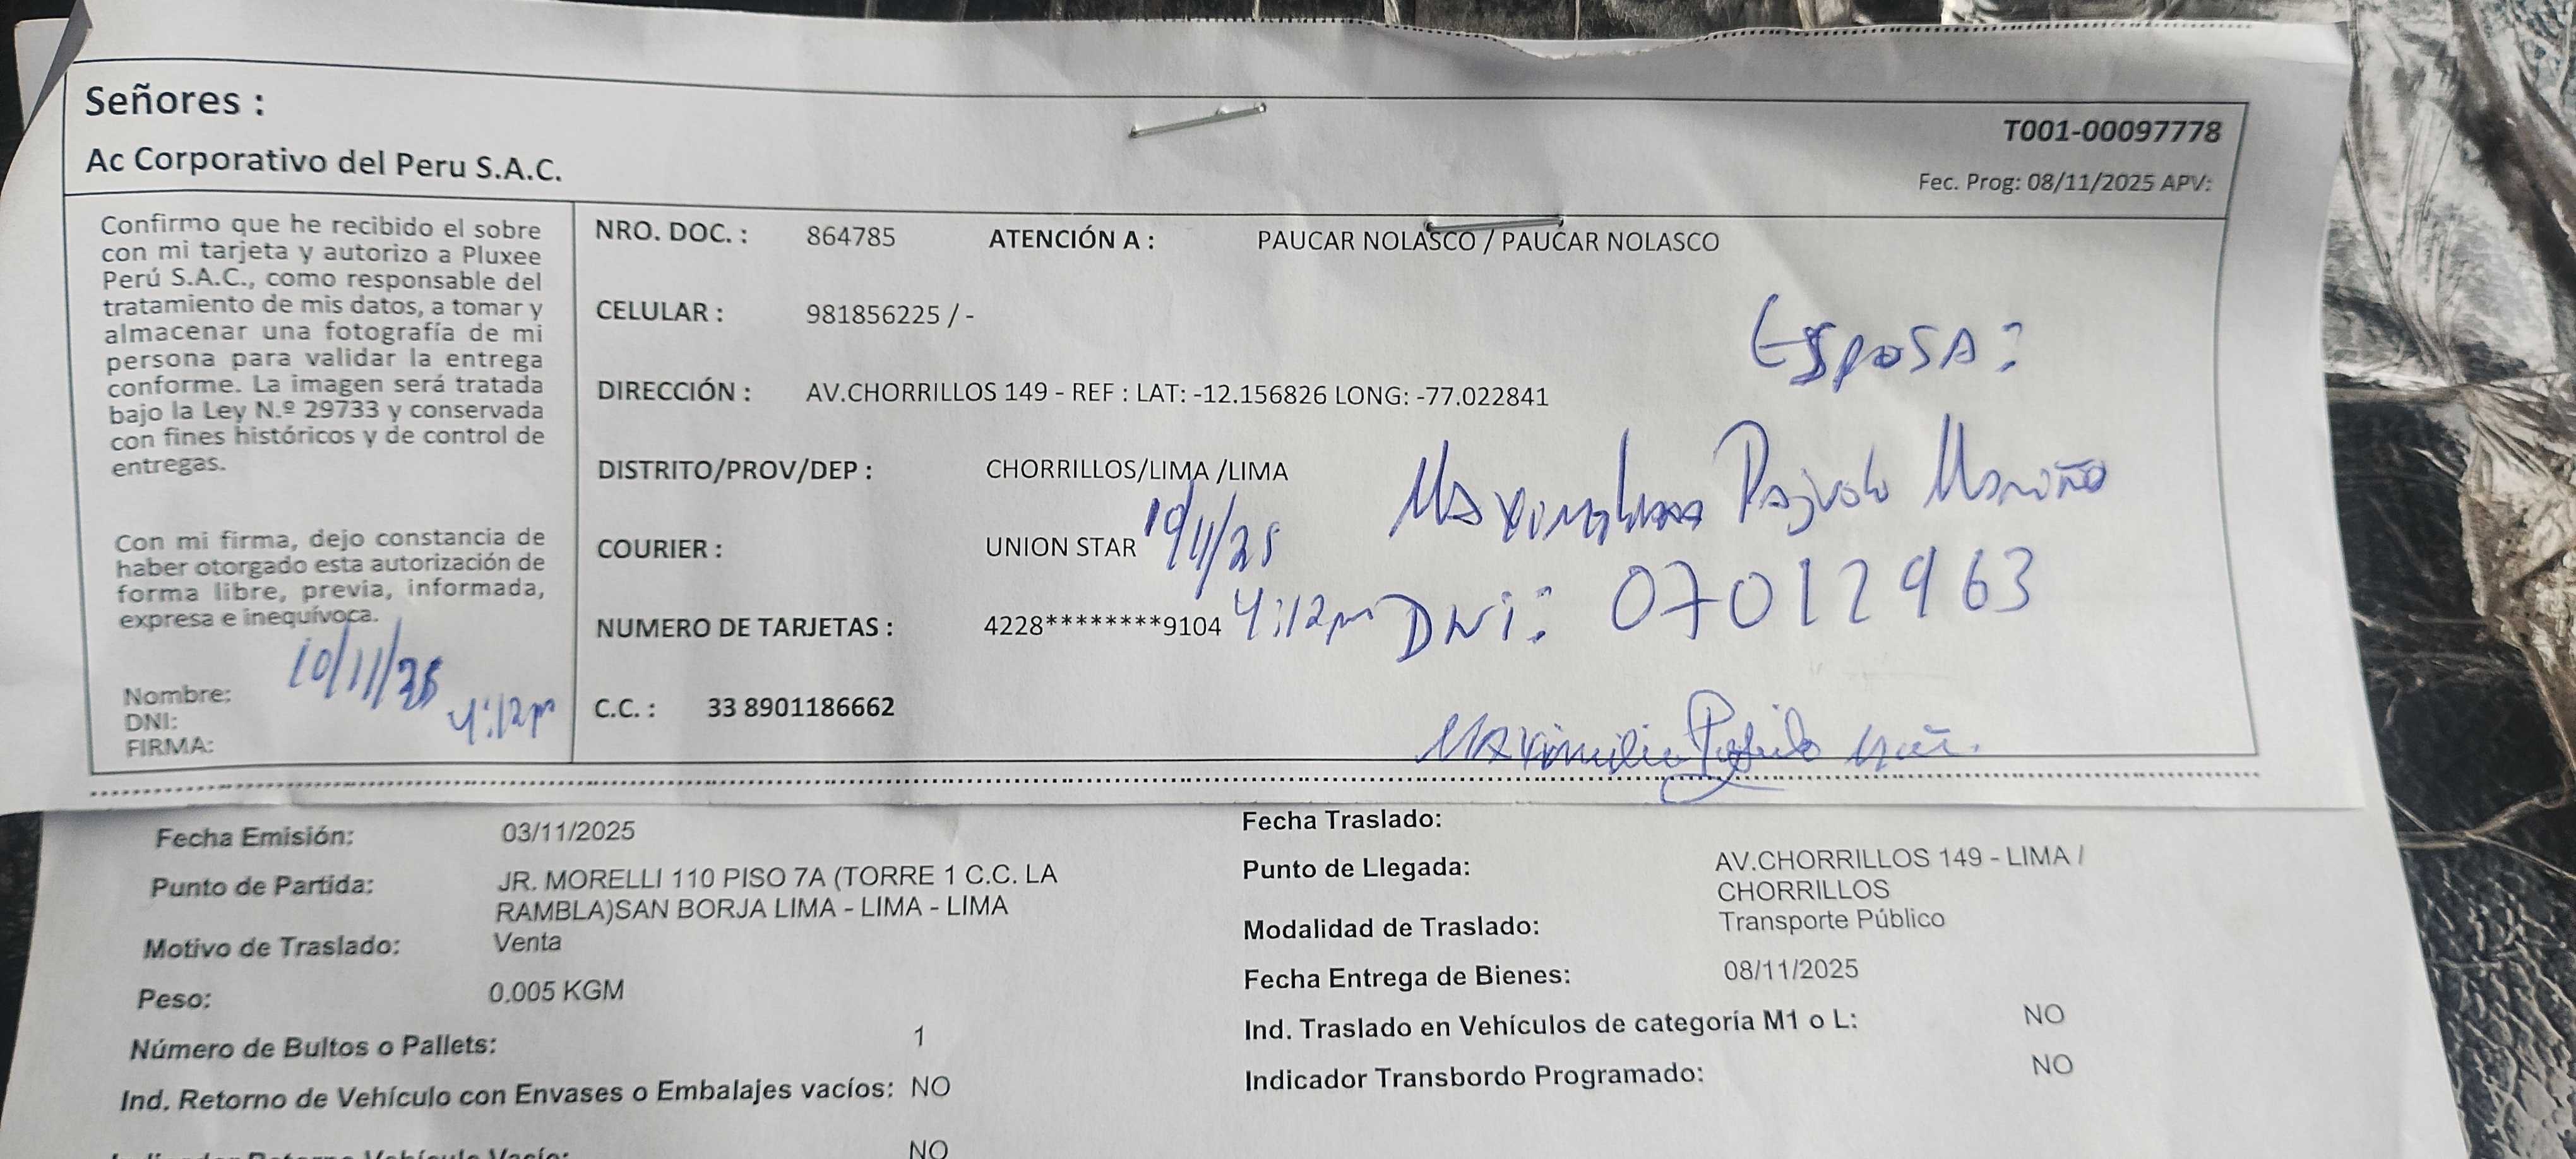 Señores :
Ac Corporativo del Peru S.A.C.
T001-00097778
Fec. Prog: 08/11/2025 APV:
Confirmo que he recibido el sobre
con mi tarjeta y autorizo a Pluxee
Perú S.A.C., como responsable del
tratamiento de mis datos, a tomar y
almacenar una fotografía de mi
persona para validar la entrega
conforme. La imagen será tratada
bajo la Ley N.º 29733 y conservada
con fines históricos y de control de
entregas.
Con mi firma, dejo constancia de
haber otorgado esta autorización de
forma libre, previa, informada,
expresa e inequívoca.
10/11/25
4:12pm
Nombre:
DNI:
FIRMA:
NRO. DOC. : 864785 ATENCIÓN A : PAUCAR NOLASCO / PAUCAR NOLASCO
CELULAR : 981856225 / -
Esposa:
DIRECCIÓN : AV.CHORRILLOS 149 - REF : LAT: -12.156826 LONG: -77.022841
DISTRITO/PROV/DEP : CHORRILLOS/LIMA /LIMA
COURIER : UNION STAR 10/11/25
NUMERO DE TARJETAS : 4228********9104 4:12pm DNi: 07012963
C.C. : 33 8901186662
Fecha Emisión: 03/11/2025
Fecha Traslado:
Punto de Partida: JR. MORELLI 110 PISO 7A (TORRE 1 C.C. LA
RAMBLA)SAN BORJA LIMA - LIMA - LIMA
Punto de Llegada: AV.CHORRILLOS 149 - LIMA /
CHORRILLOS
Motivo de Traslado: Venta
Modalidad de Traslado: Transporte Público
Peso: 0.005 KGM
Fecha Entrega de Bienes: 08/11/2025
Número de Bultos o Pallets: 1
Ind. Traslado en Vehículos de categoría M1 o L: NO
Ind. Retorno de Vehículo con Envases o Embalajes vacíos: NO
Indicador Transbordo Programado: NO
NO